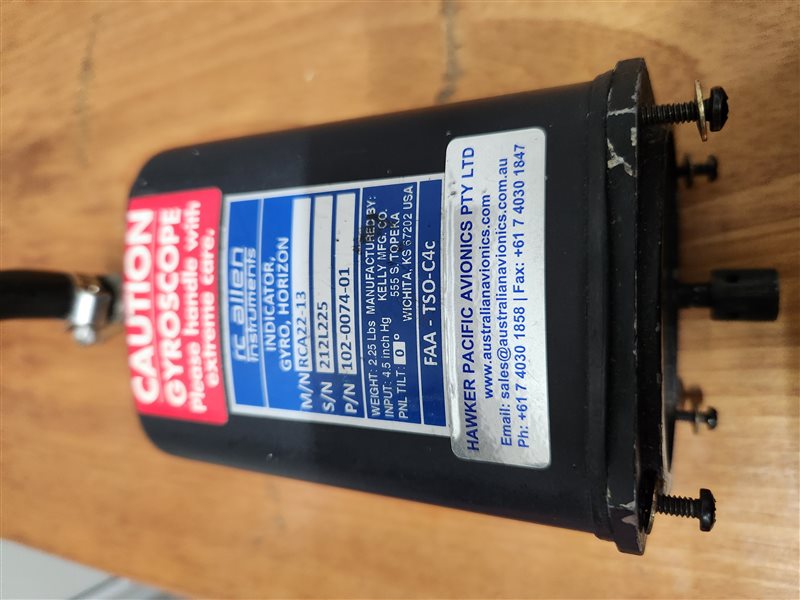 CAUTION
GYROSCOPE
Please handle with
extreme care.
rc allen
instruments
INDICATOR,
GYRO, HORIZON
M/N RCA22-13
S/N 212L225
P/N 102-0074-01
WEIGHT: 2.25 Lbs MANUFACTURED BY:
INPUT: 4.5 inch Hg KELLY MFG. CO.
PNL TILT: 0 ° 555 S. TOPEKA
WICHITA, KS 67202 USA
FAA - TSO-C4c
HAWKER PACIFIC AVIONICS PTY LTD
www.australianavionics.com
Email: sales@australianavionics.com.au
Ph: +61 7 4030 1858 | Fax: +61 7 4030 1847